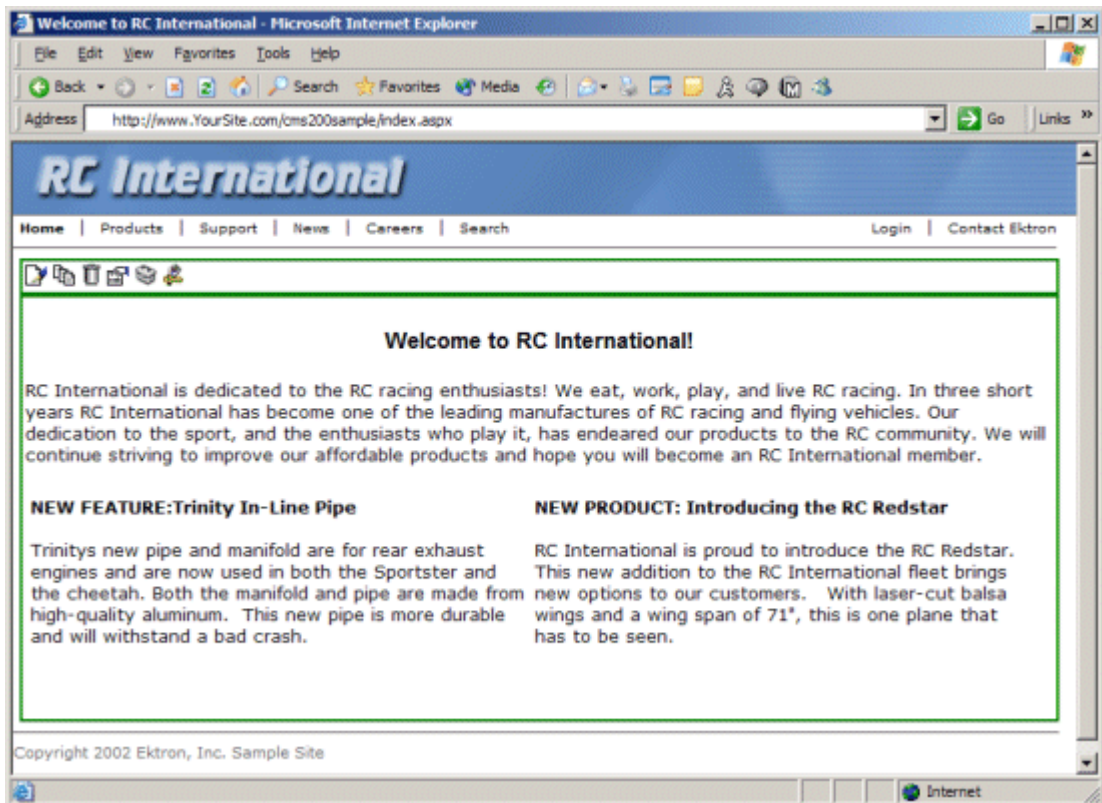 Welcome to RC International - Microsoft Internet Explorer
File Edit View Favorites Tools Help
Back Search Favorites Media
Address http://www.YourSite.com/cms200sample/index.aspx Go Links »
RC International
Home | Products | Support | News | Careers | Search Login | Contact Ektron
Welcome to RC International!
RC International is dedicated to the RC racing enthusiasts! We eat, work, play, and live RC racing. In three short
years RC International has become one of the leading manufactures of RC racing and flying vehicles. Our
dedication to the sport, and the enthusiasts who play it, has endeared our products to the RC community. We will
continue striving to improve our affordable products and hope you will become an RC International member.
NEW FEATURE:Trinity In-Line Pipe
Trinitys new pipe and manifold are for rear exhaust
engines and are now used in both the Sportster and
the cheetah. Both the manifold and pipe are made from
high-quality aluminum. This new pipe is more durable
and will withstand a bad crash.
NEW PRODUCT: Introducing the RC Redstar
RC International is proud to introduce the RC Redstar.
This new addition to the RC International fleet brings
new options to our customers. With laser-cut balsa
wings and a wing span of 71", this is one plane that
has to be seen.
Copyright 2002 Ektron, Inc. Sample Site
Internet